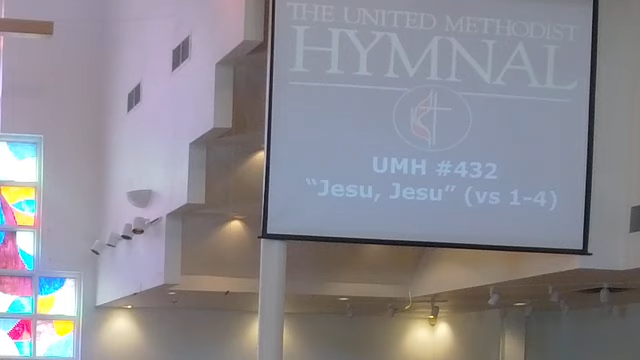 THE UNITED METHODIST
HYMNAL
UMH #432
“Jesu, Jesu” (vs 1-4)